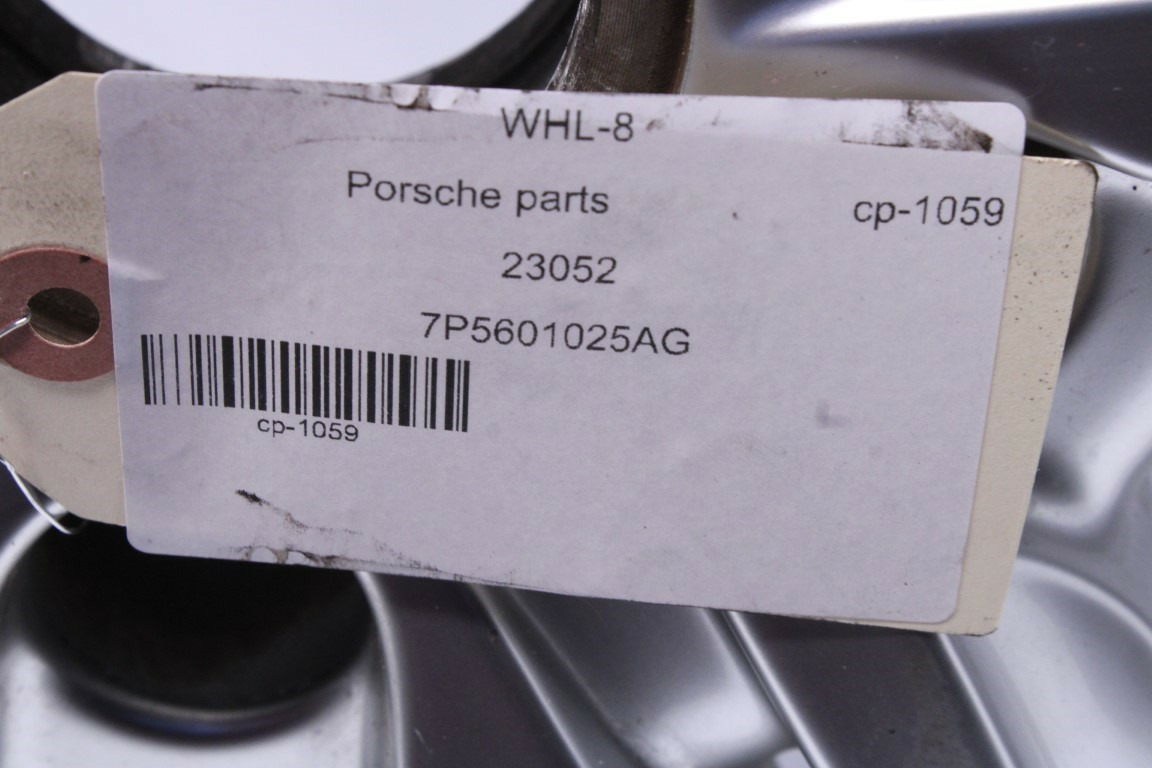 WHL-8
Porsche parts
cp-1059
23052
7P5601025AG
cp-1059